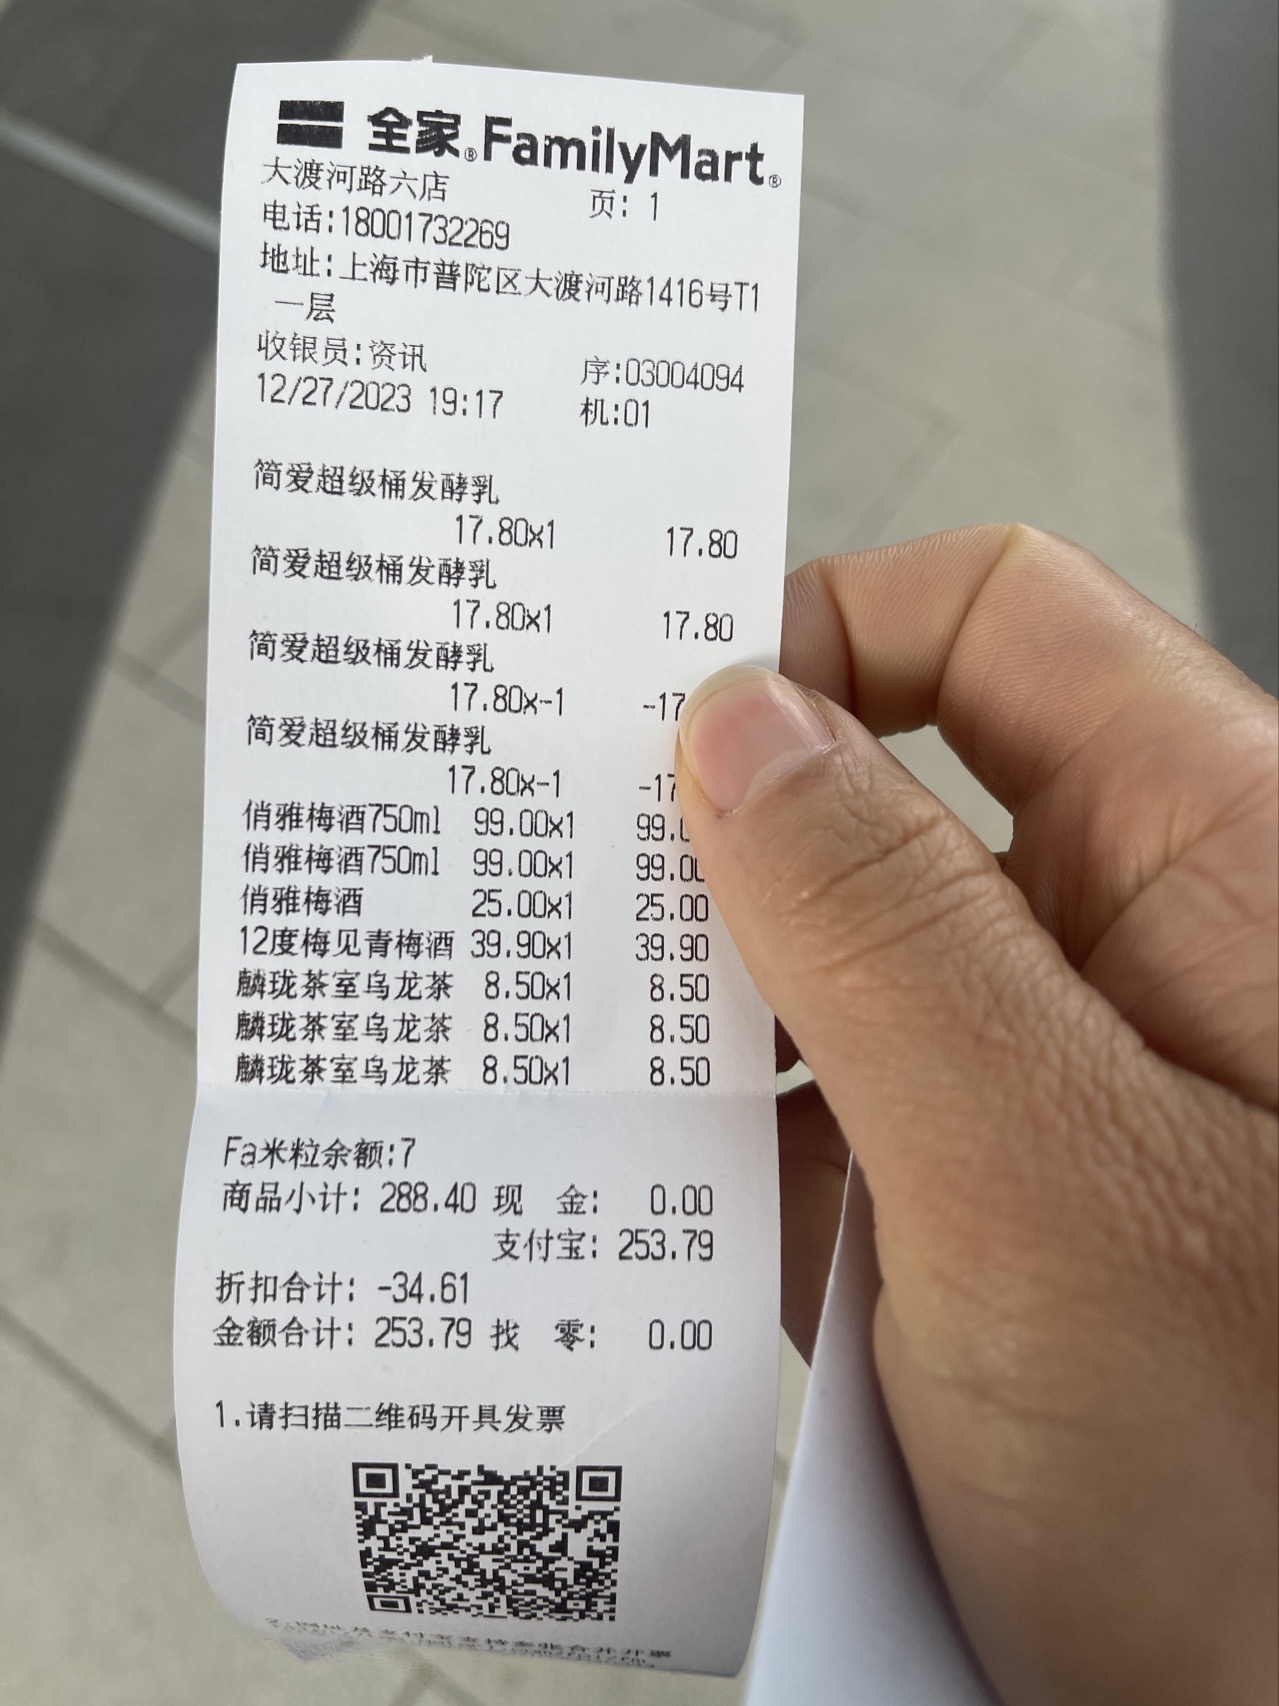 全家®FamilyMart®
大渡河路六店 页: 1
电话:18001732269
地址:上海市普陀区大渡河路1416号T1
一层
收银员:资讯 序:03004094
12/27/2023 19:17 机:01
简爱超级桶发酵乳
17.80x1 17.80
简爱超级桶发酵乳
17.80x1 17.80
简爱超级桶发酵乳
17.80x-1 -17
简爱超级桶发酵乳
17.80x-1 -17
俏雅梅酒750ml 99.00x1 99.0
俏雅梅酒750ml 99.00x1 99.00
俏雅梅酒 25.00x1 25.00
12度梅见青梅酒 39.90x1 39.90
麟珑茶室乌龙茶 8.50x1 8.50
麟珑茶室乌龙茶 8.50x1 8.50
麟珑茶室乌龙茶 8.50x1 8.50
Fa米粒余额:7
商品小计: 288.40 现 金: 0.00
支付宝: 253.79
折扣合计: -34.61
金额合计: 253.79 找 零: 0.00
1.请扫描二维码开具发票